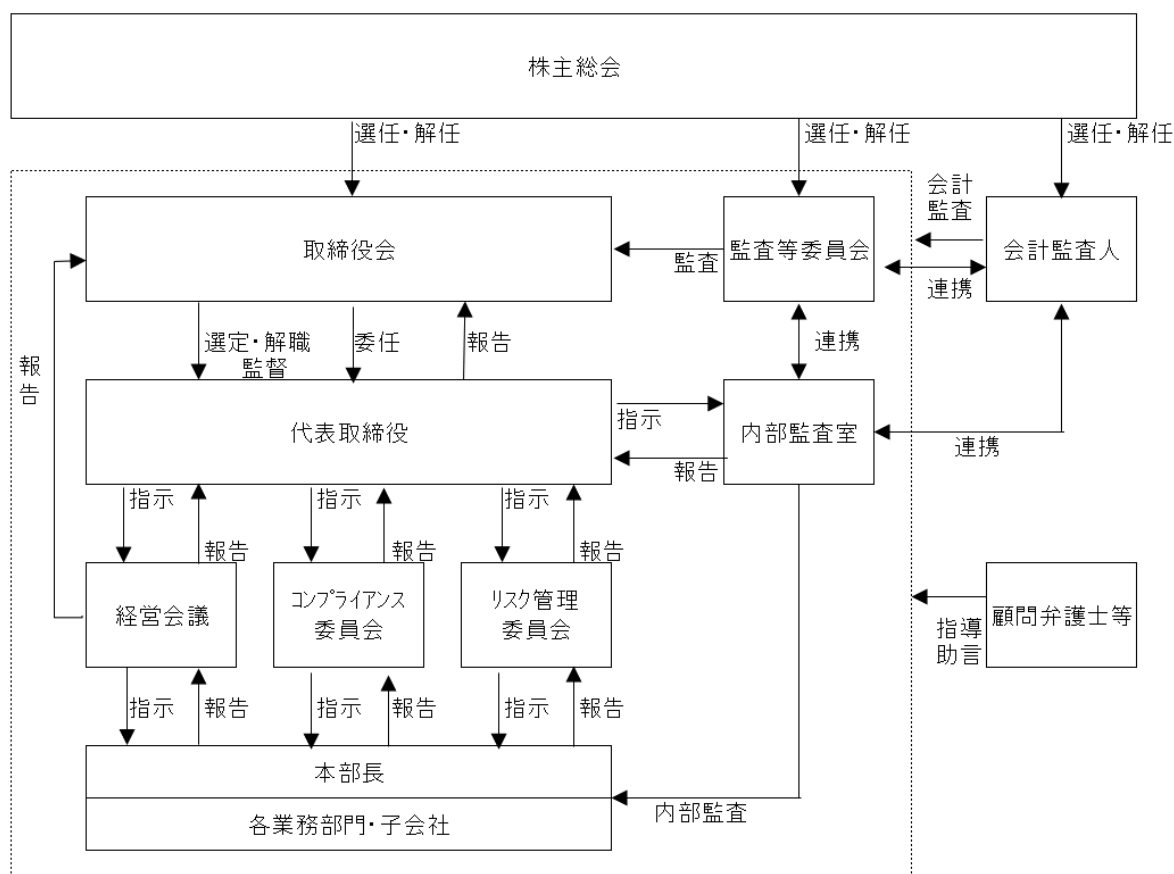 株主総会
選任・解任
選任・解任
選任・解任
取締役会
監査
監査等委員会
会計
監査
連携
会計監査人
選定・解職
監督
委任
報告
連携
報告
代表取締役
指示
報告
内部監査室
連携
指示
報告
指示
報告
指示
報告
経営会議
コンプライアンス
委員会
リスク管理
委員会
指導
助言
顧問弁護士等
指示
報告
指示
報告
指示
報告
本部長
各業務部門・子会社
内部監査